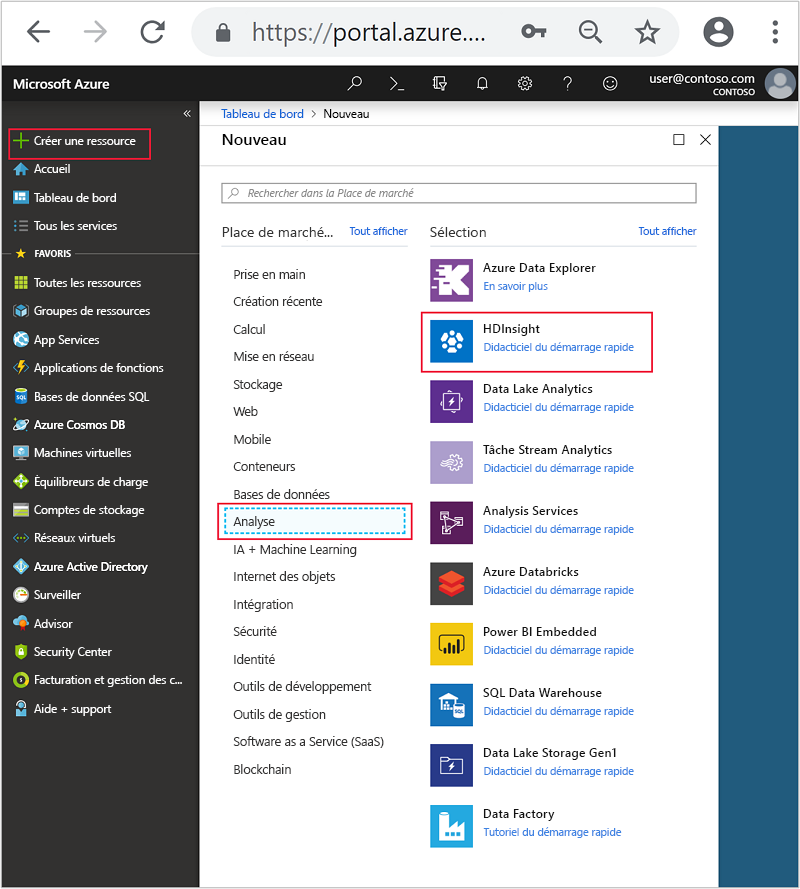 https://portal.azure....
Microsoft Azure
user@contoso.com
CONTOSO
«
Créer une ressource
Accueil
Tableau de bord
Tous les services
FAVORIS
Toutes les ressources
Groupes de ressources
App Services
Applications de fonctions
Bases de données SQL
Azure Cosmos DB
Machines virtuelles
Équilibreurs de charge
Comptes de stockage
Réseaux virtuels
Azure Active Directory
Surveiller
Advisor
Security Center
Facturation et gestion des c...
Aide + support
Tableau de bord > Nouveau
Nouveau
Rechercher dans la Place de marché
Place de marché... Tout afficher
Prise en main
Création récente
Calcul
Mise en réseau
Stockage
Web
Mobile
Conteneurs
Bases de données
Analyse
IA + Machine Learning
Internet des objets
Intégration
Sécurité
Identité
Outils de développement
Outils de gestion
Software as a Service (SaaS)
Blockchain
Sélection Tout afficher
Azure Data Explorer
En savoir plus
HDInsight
Didacticiel du démarrage rapide
Data Lake Analytics
Didacticiel du démarrage rapide
Tâche Stream Analytics
Didacticiel du démarrage rapide
Analysis Services
Didacticiel du démarrage rapide
Azure Databricks
Didacticiel du démarrage rapide
Power BI Embedded
Didacticiel du démarrage rapide
SQL Data Warehouse
Didacticiel du démarrage rapide
Data Lake Storage Gen1
Didacticiel du démarrage rapide
Data Factory
Tutoriel du démarrage rapide